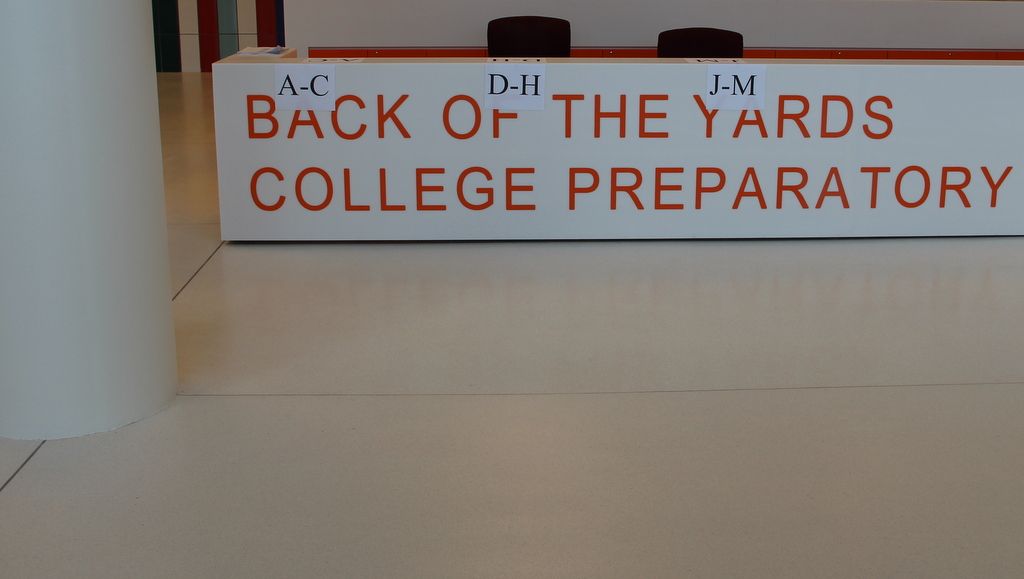 A-C
D-H
J-M
BACK OF THE YARDS
COLLEGE PREPARATORY